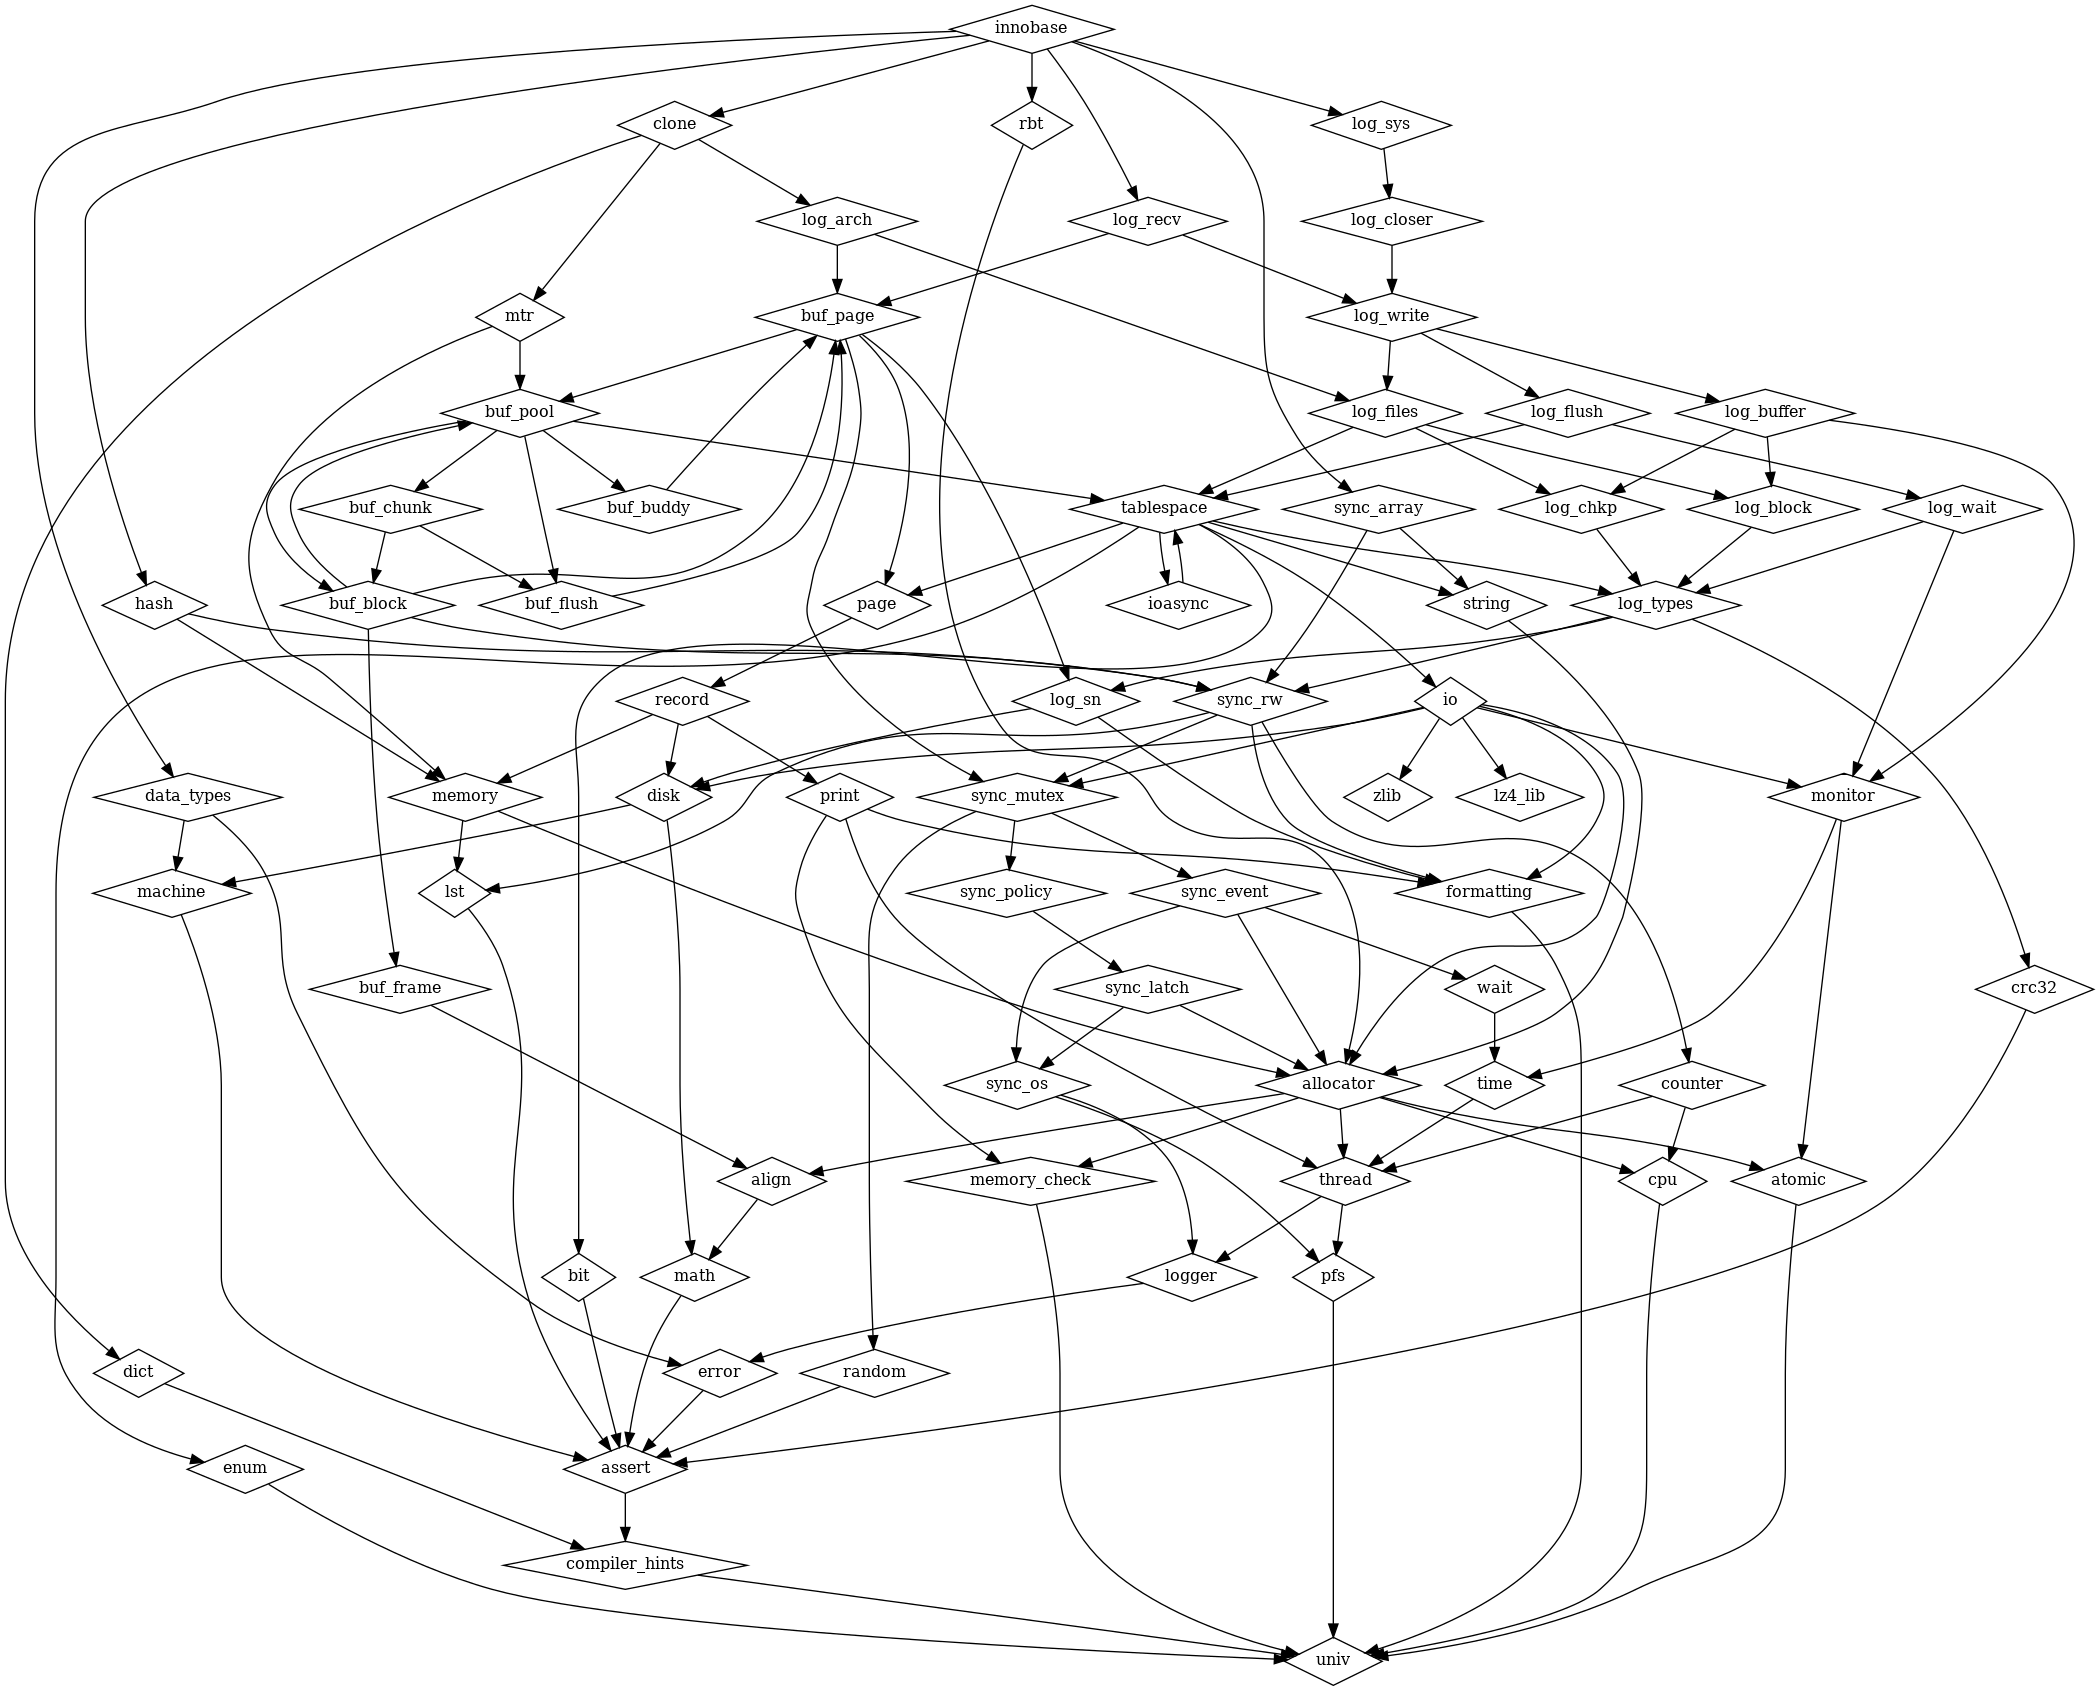 innobase
clone
rbt
log_sys
log_arch
log_recv
log_closer
mtr
buf_page
log_write
buf_pool
log_files
log_flush
log_buffer
buf_chunk
buf_buddy
tablespace
sync_array
log_chkp
log_block
log_wait
hash
buf_block
buf_flush
page
ioasync
string
log_types
record
log_sn
sync_rw
io
data_types
memory
disk
print
sync_mutex
zlib
lz4_lib
monitor
machine
lst
sync_policy
sync_event
formatting
buf_frame
sync_latch
wait
crc32
sync_os
allocator
time
counter
align
memory_check
thread
cpu
atomic
bit
math
logger
pfs
dict
error
random
enum
assert
compiler_hints
univ